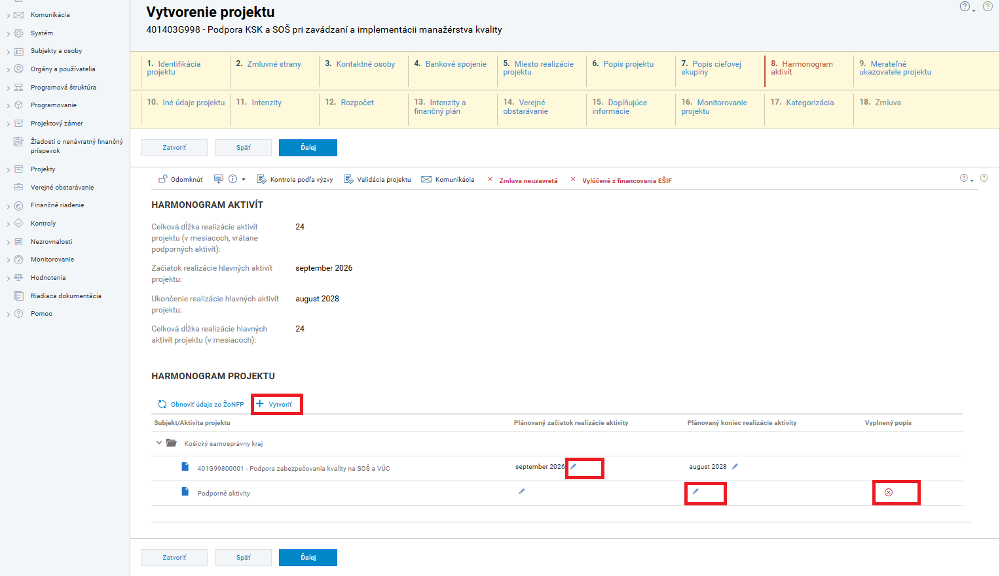 Komunikácia
Systém
Subjekty a osoby
Orgány a používatelia
Programová štruktúra
Programovanie
Projektový zámer
Žiadosti o nenávratný finančný
príspevok
Projekty
Verejné obstarávanie
Finančné riadenie
Kontroly
Nezrovnalosti
Monitorovanie
Hodnotenia
Riadiaca dokumentácia
Pomoc
Vytvorenie projektu
401403G998 - Podpora KSK a SOŠ pri zavádzaní a implementácii manažérstva kvality
1. Identifikácia
projektu
2. Zmluvné strany
3. Kontaktné osoby
4. Bankové spojenie
5. Miesto realizácie
projektu
6. Popis projektu
7. Popis cieľovej
skupiny
8. Harmonogram
aktivít
9. Merateľné
ukazovatele projektu
10. Iné údaje projektu
11. Intenzity
12. Rozpočet
13. Intenzity a
finančný plán
14. Verejné
obstarávanie
15. Doplňujúce
informácie
16. Monitorovanie
projektu
17. Kategorizácia
18. Zmluva
Zatvoriť Späť Ďalej
Odomknúť PDF Kontrola podľa výzvy Validácia projektu Komunikácia Zmluva neuzavretá Vylúčené z financovania EŠIF
HARMONOGRAM AKTIVÍT
Celková dĺžka realizácie aktivít
projektu (v mesiacoch, vrátane
podporných aktivít):
24
Začiatok realizácie hlavných aktivít
projektu:
september 2026
Ukončenie realizácie hlavných aktivít
projektu:
august 2028
Celková dĺžka realizácie hlavných
aktivít projektu (v mesiacoch):
24
HARMONOGRAM PROJEKTU
Obnoviť údaje zo ŽoNFP Vytvoriť
Subjekt/Aktivita projektu Plánovaný začiatok realizácie aktivity Plánovaný koniec realizácie aktivity Vyplnený popis
Košický samosprávny kraj
401G99800001 - Podpora zabezpečovania kvality na SOŠ a VÚC september 2026 august 2028
Podporné aktivity
Zatvoriť Späť Ďalej